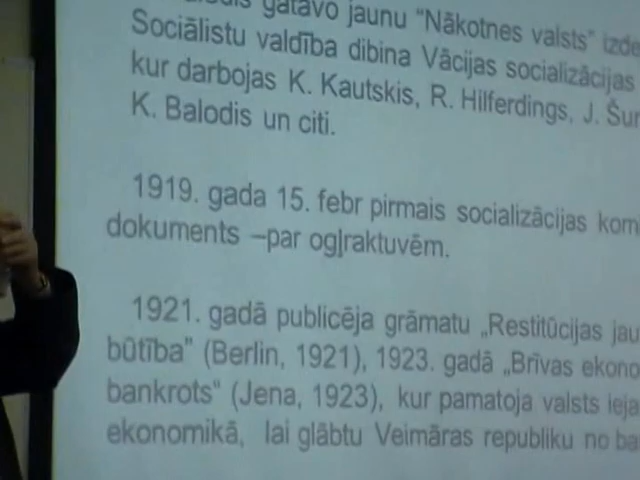 gatavo jaunu “Nākotnes valsts”
Sociālistu valdība dibina Vācijas socializācijas
kur darbojas K. Kautskis, R. Hilferdings, J.
K. Balodis un citi.
1919. gada 15. febr pirmais socializācijas
dokuments –par ogļraktuvēm.
1921. gadā publicēja grāmatu „Restitūcijas
būtība” (Berlin, 1921), 1923. gadā „Brīvas
bankrots“ (Jena, 1923), kur pamatoja valsts
ekonomikā, lai glābtu Veimāras republiku no